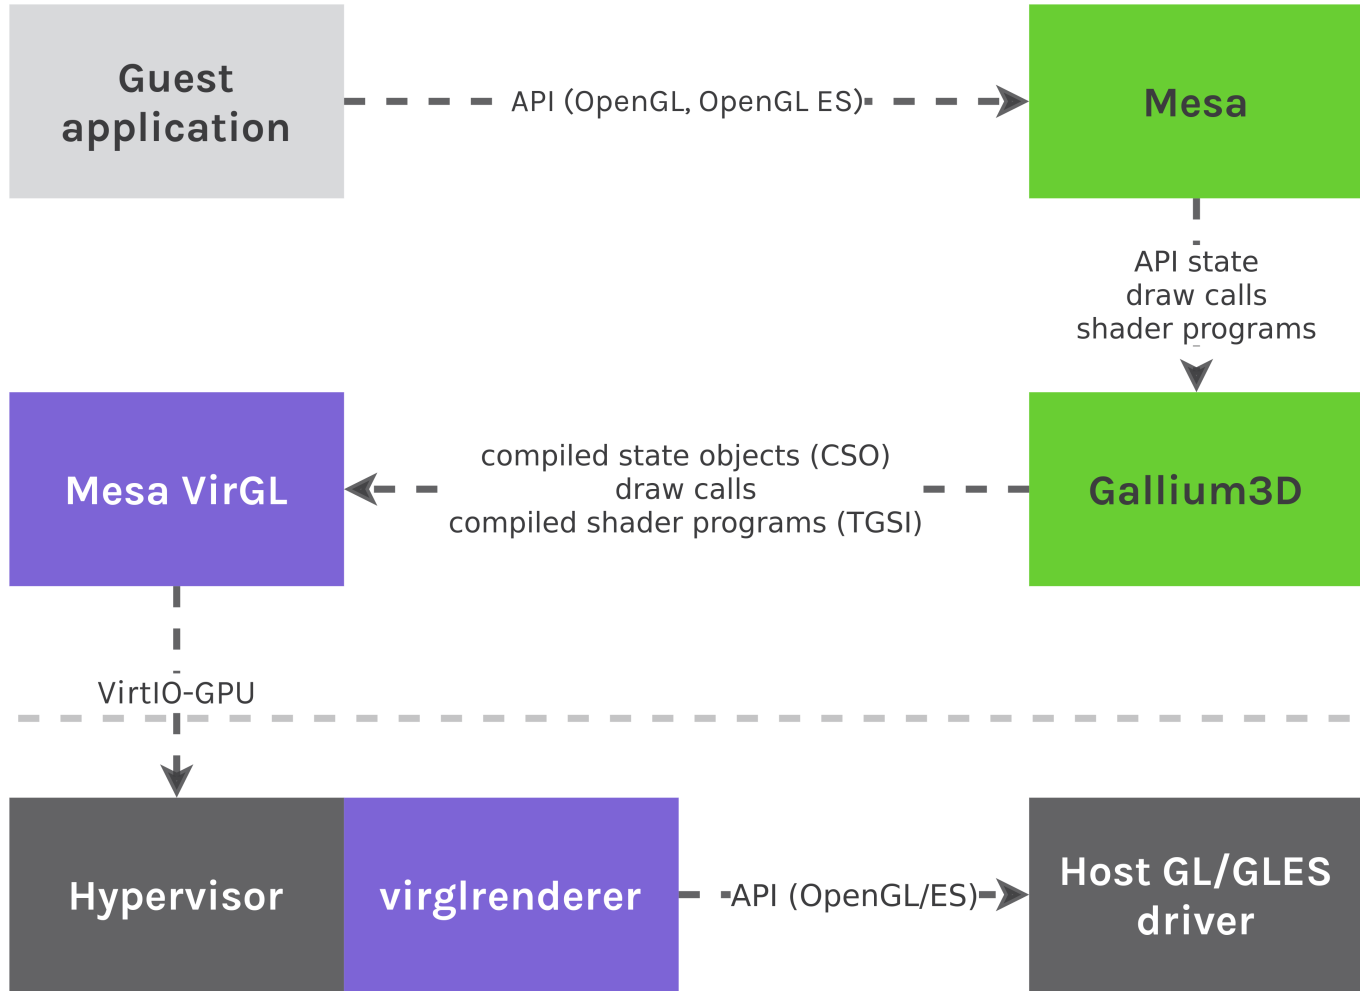 Guest
application
API (OpenGL, OpenGL ES)
Mesa
API state
draw calls
shader programs
Mesa VirGL
compiled state objects (CSO)
draw calls
compiled shader programs (TGSI)
Gallium3D
VirtIO-GPU
Hypervisor
virglrenderer
API (OpenGL/ES)
Host GL/GLES
driver